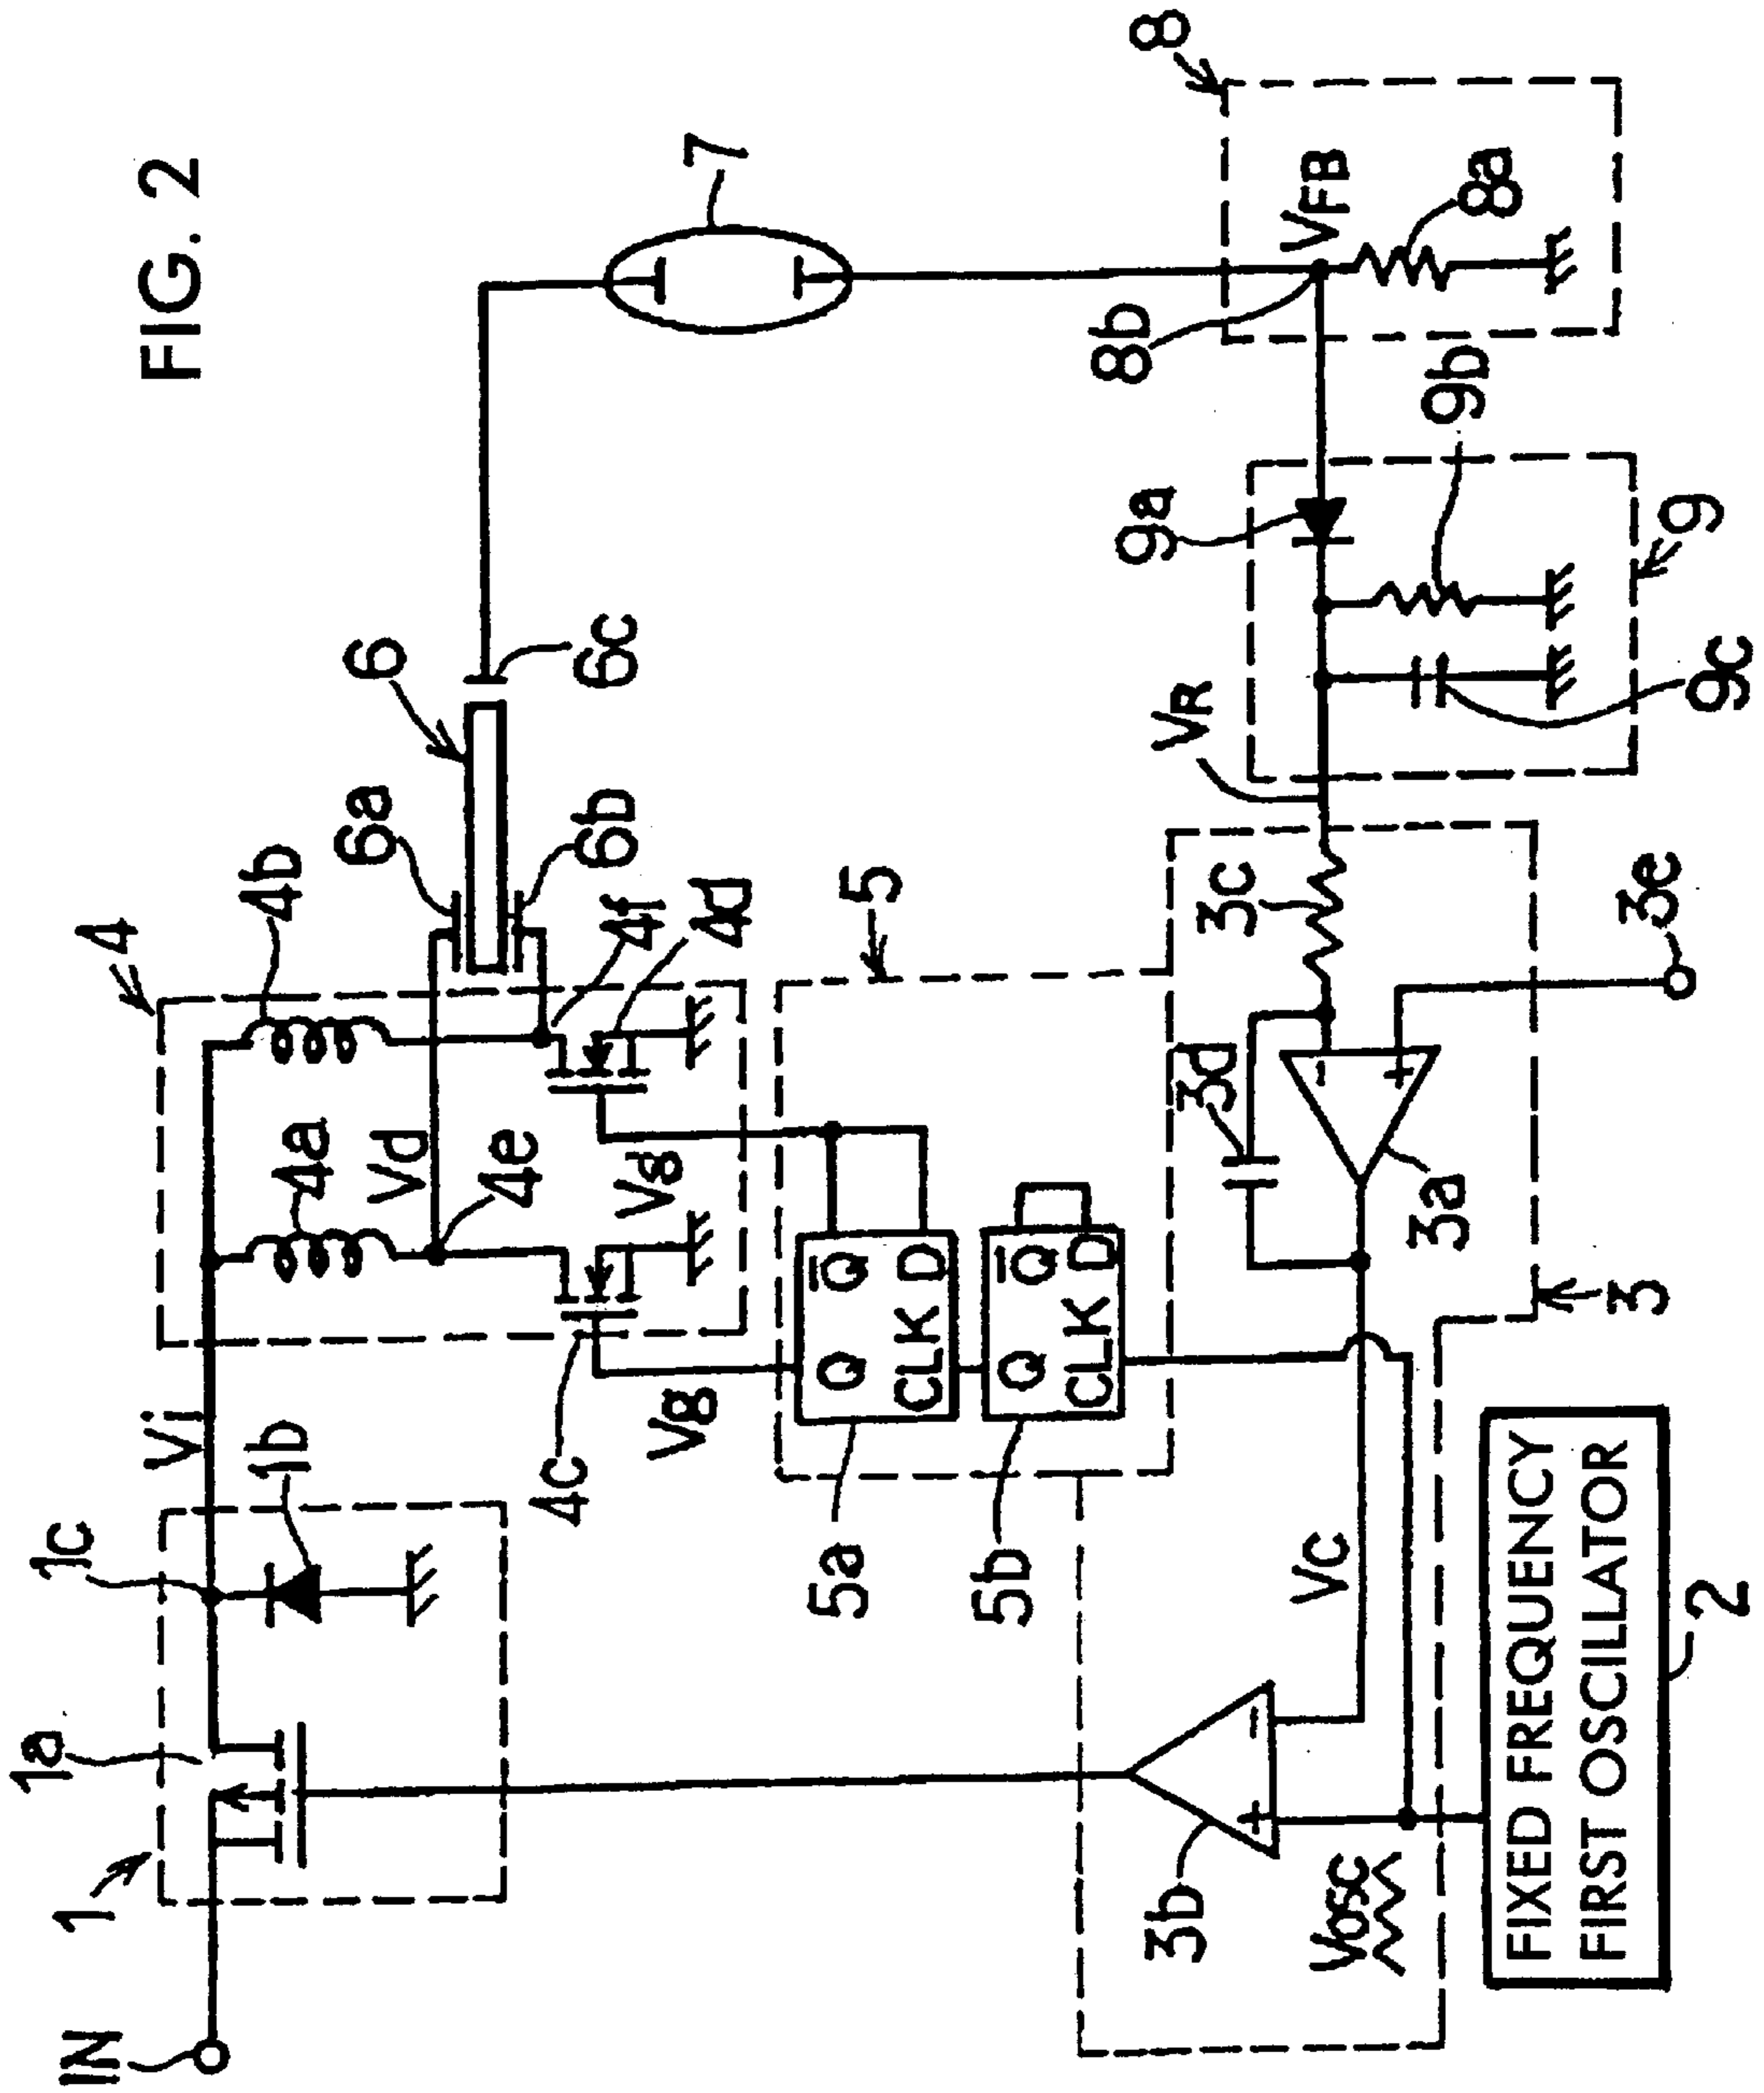 FIG. 2
IN
1
1a
1c
1b
Vi
4
4a
4b
Vd
4e
4f
4c
4d
Vg
Vg
6
6a
6b
6c
7
5
5a
Q
Q̅
CLK
D
5b
Q
Q̅
CLK
D
8
8b
VFB
8a
9
9a
9b
9c
VR
3
3a
3b
3c
3d
3e
Vc
Vosc
FIXED FREQUENCY
FIRST OSCILLATOR
2